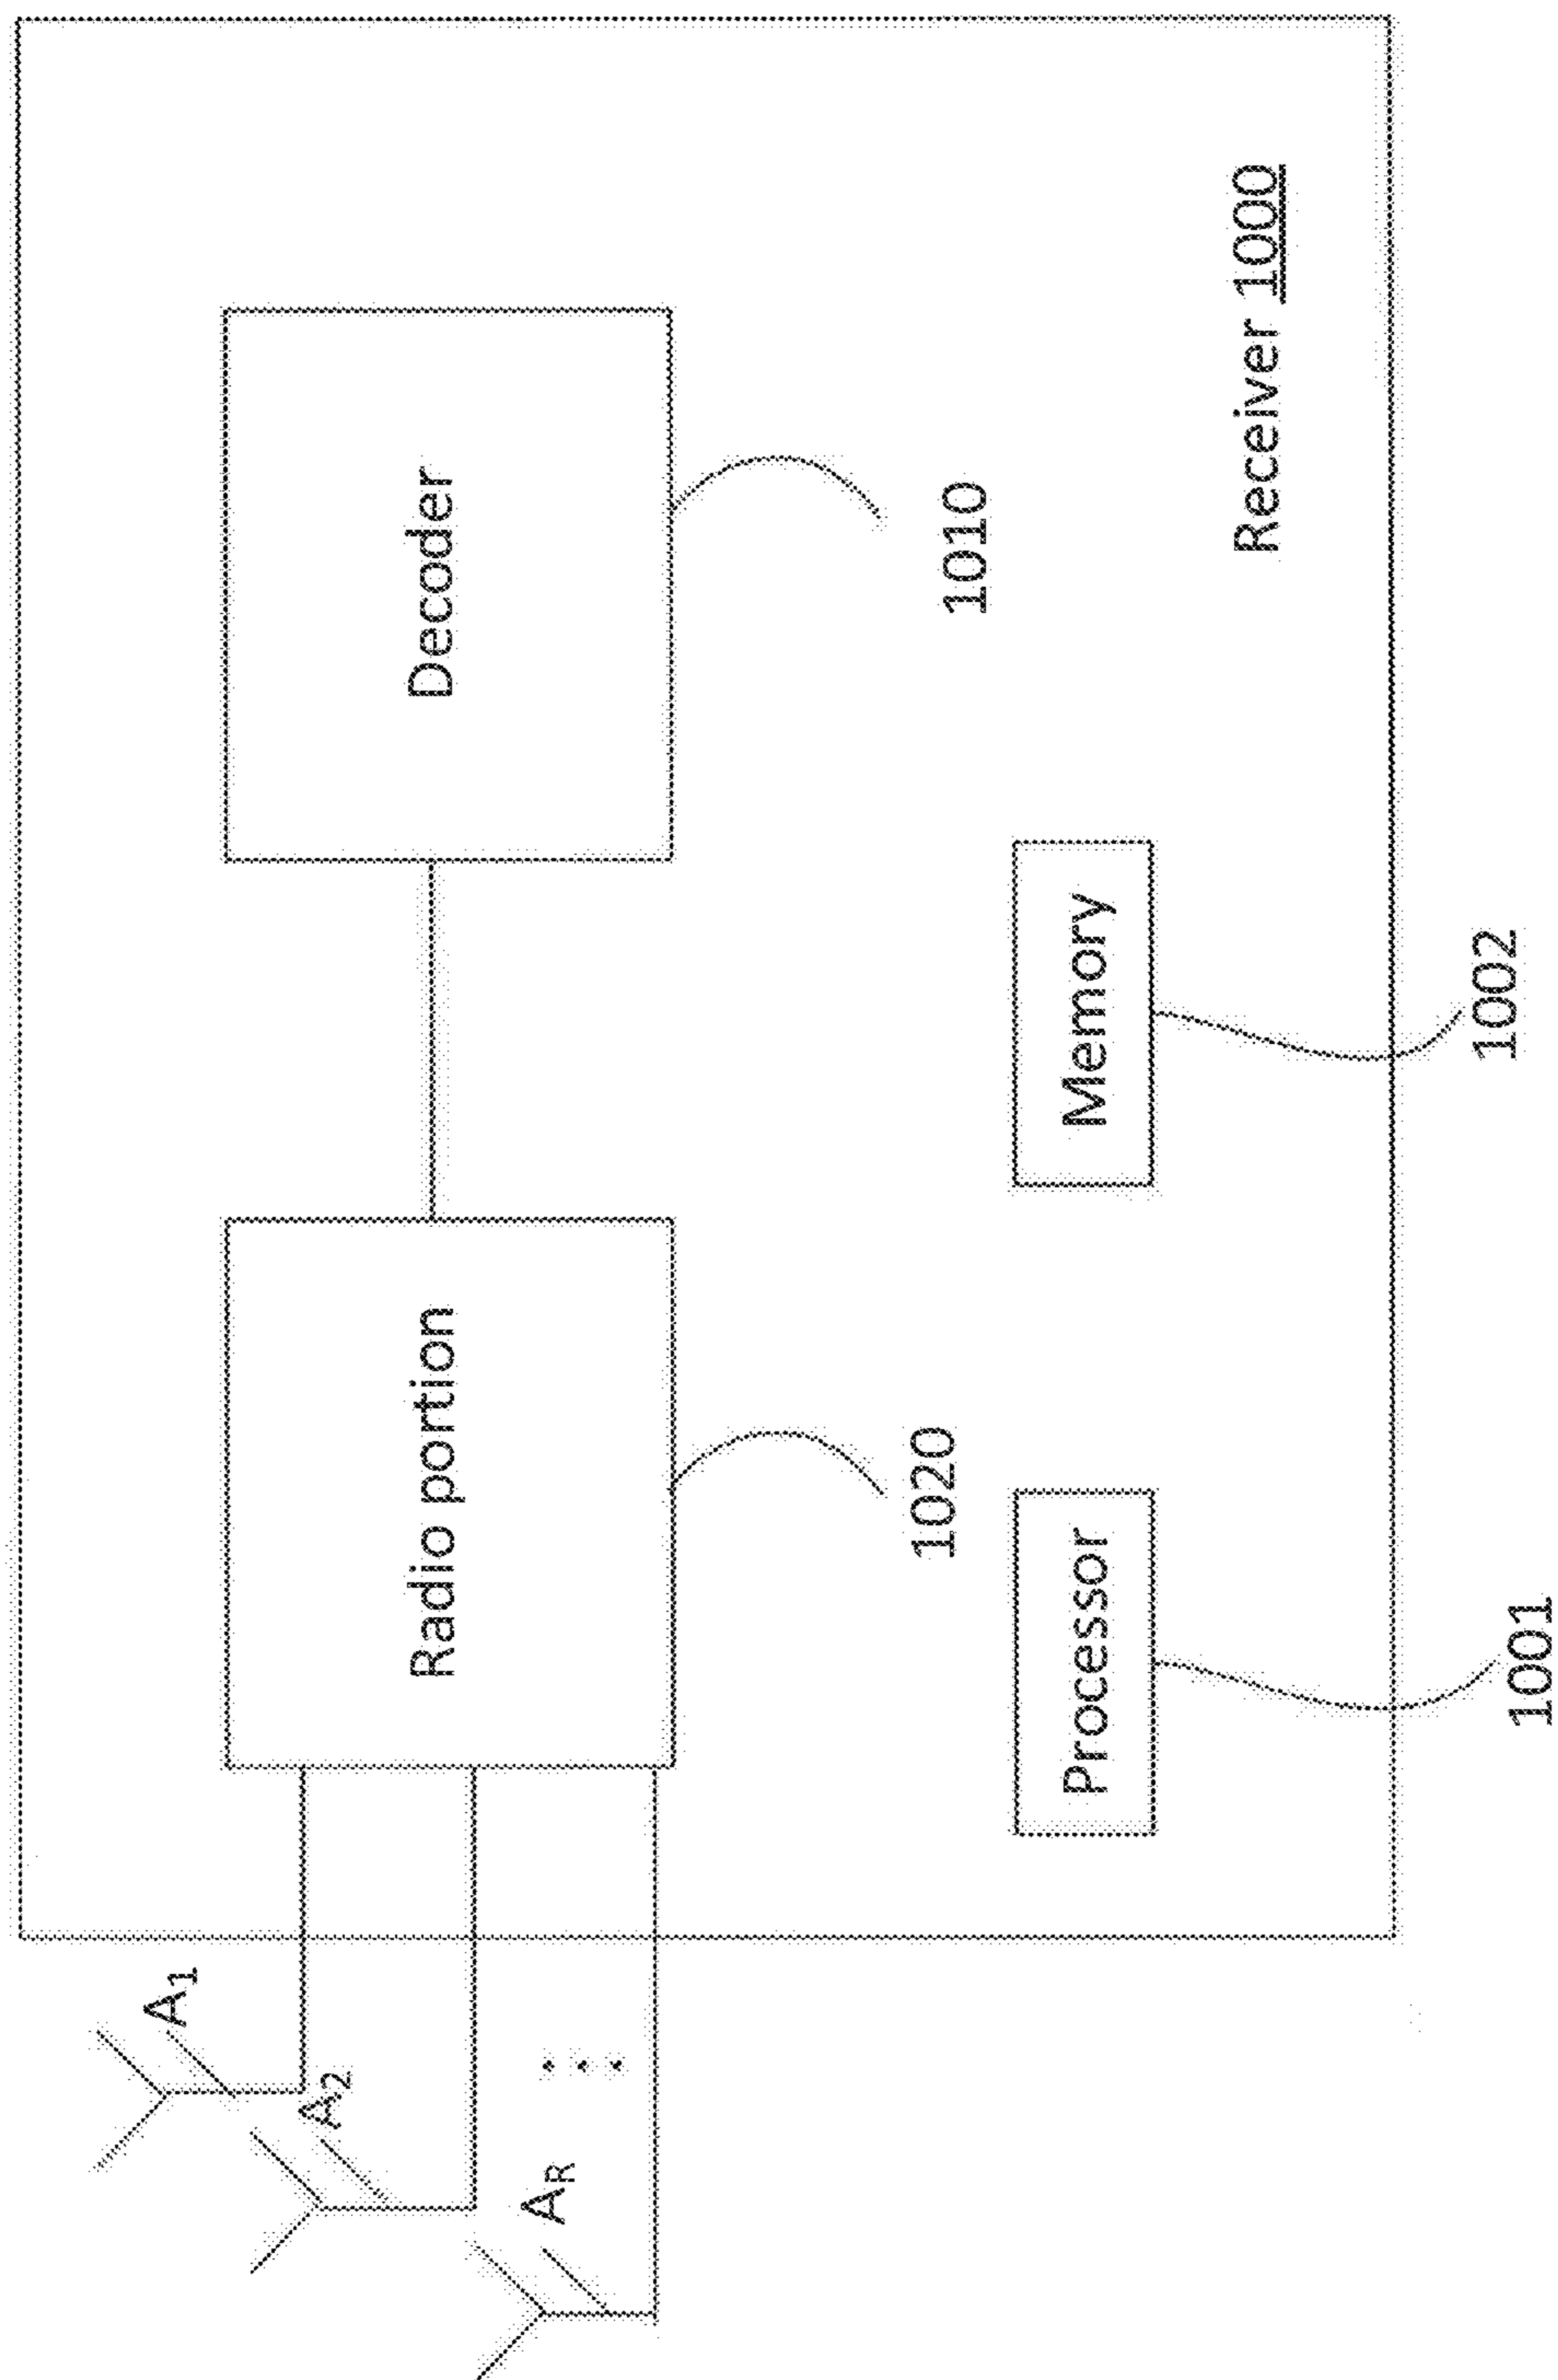 A1
A2
AR
Radio portion
Decoder
1020
1010
Processor
Memory
Receiver 1000
1002
1001